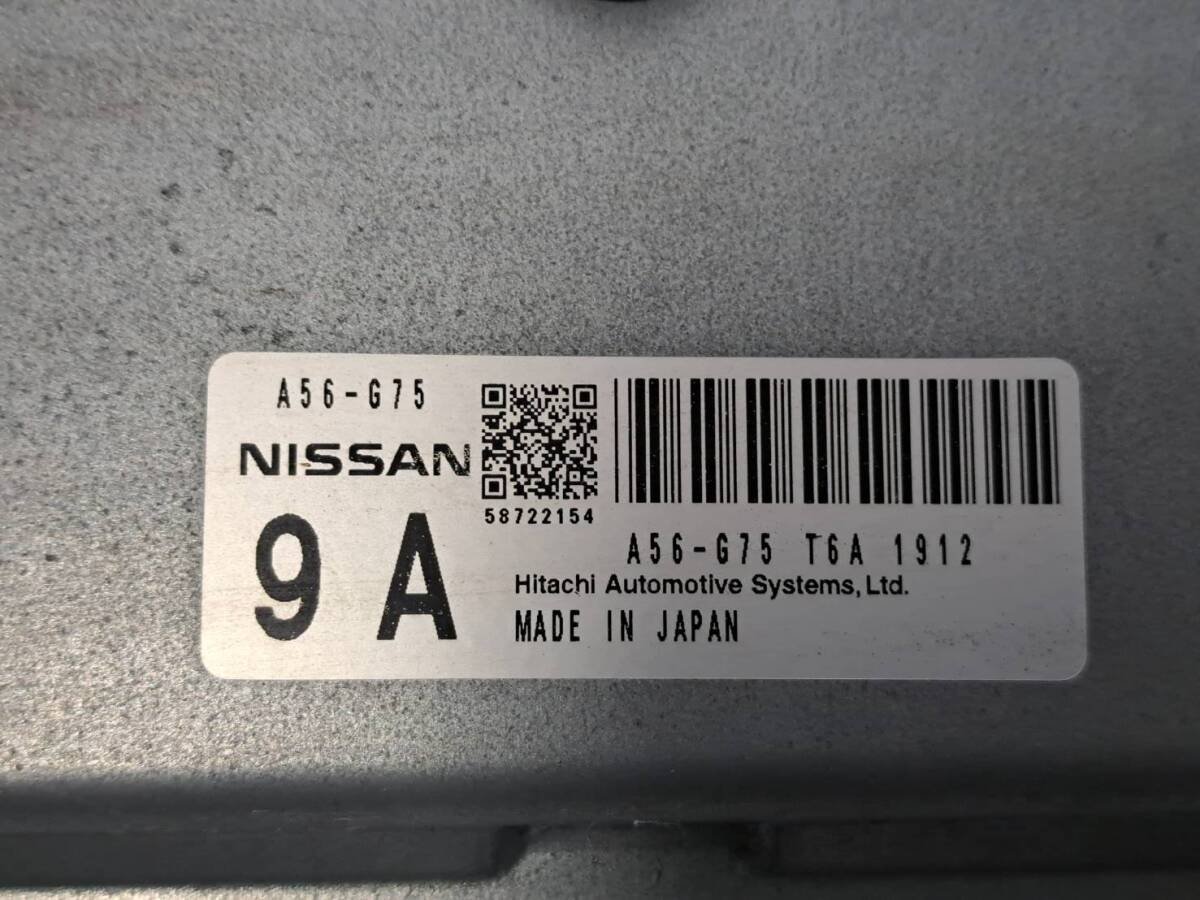 A56-G75
NISSAN
9 A
58722154
A56-G75 T6A 1912
Hitachi Automotive Systems, Ltd.
MADE IN JAPAN